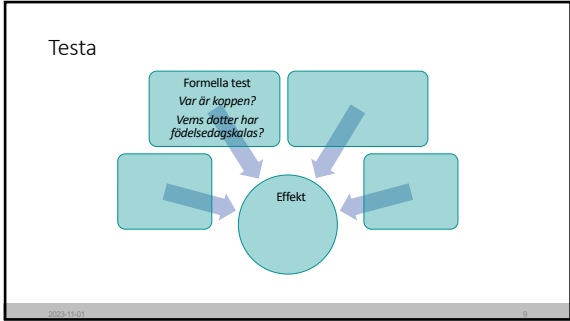 Testa
Formella test
Var är koppen?
Vems dotter har
födelsedagskalas?
Effekt
2023-11-01
9